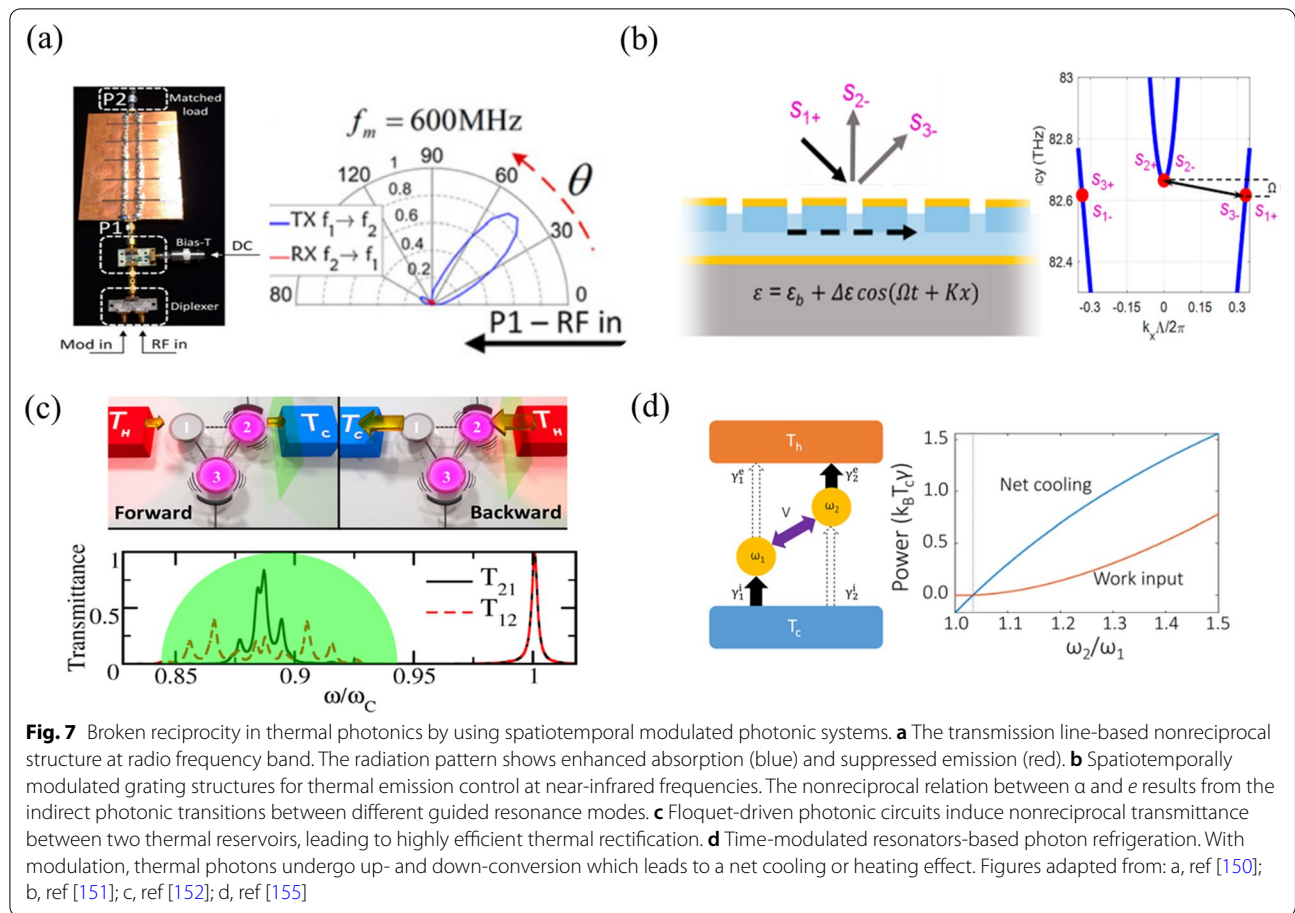 (a)
P2
Matched
load
P1
Bias-T
DC
Diplexer
Mod in
RF in
f_m = 600MHz
90
120
60
1
0.8
0.6
0.4
0.2
30
θ
TX f₁→ f₂
RX f₂→ f₁
80
0
P1 – RF in
(b)
S₁₊
S₂₋
S₃₋
ε = ε_b + Δε cos(Ωt + Kx)
cy (THz)
83
82.8
82.6
82.4
S₂₊
S₂₋
Ω
S₃₊
S₁₋
S₃₋
S₁₊
-0.3
-0.15
0
0.15
0.3
k_xΛ/2π
(c)
T_H
1
2
3
T_C
T_C
1
2
3
T_H
Forward
Backward
Transmittance
1
0.5
0
T₂₁
T₁₂
0.85
0.9
0.95
1
ω/ω_C
(d)
T_h
γ₁ᵉ
γ₂ᵉ
V
ω₂
ω₁
γ₁ⁱ
γ₂ⁱ
T_c
Power (k_BT_cγ)
1.5
1.0
0.5
0.0
Net cooling
Work input
1.0
1.1
1.2
1.3
1.4
1.5
ω₂/ω₁
Fig. 7 Broken reciprocity in thermal photonics by using spatiotemporal modulated photonic systems. a The transmission line-based nonreciprocal
structure at radio frequency band. The radiation pattern shows enhanced absorption (blue) and suppressed emission (red). b Spatiotemporally
modulated grating structures for thermal emission control at near-infrared frequencies. The nonreciprocal relation between α and e results from the
indirect photonic transitions between different guided resonance modes. c Floquet-driven photonic circuits induce nonreciprocal transmittance
between two thermal reservoirs, leading to highly efficient thermal rectification. d Time-modulated resonators-based photon refrigeration. With
modulation, thermal photons undergo up- and down-conversion which leads to a net cooling or heating effect. Figures adapted from: a, ref [150];
b, ref [151]; c, ref [152]; d, ref [155]